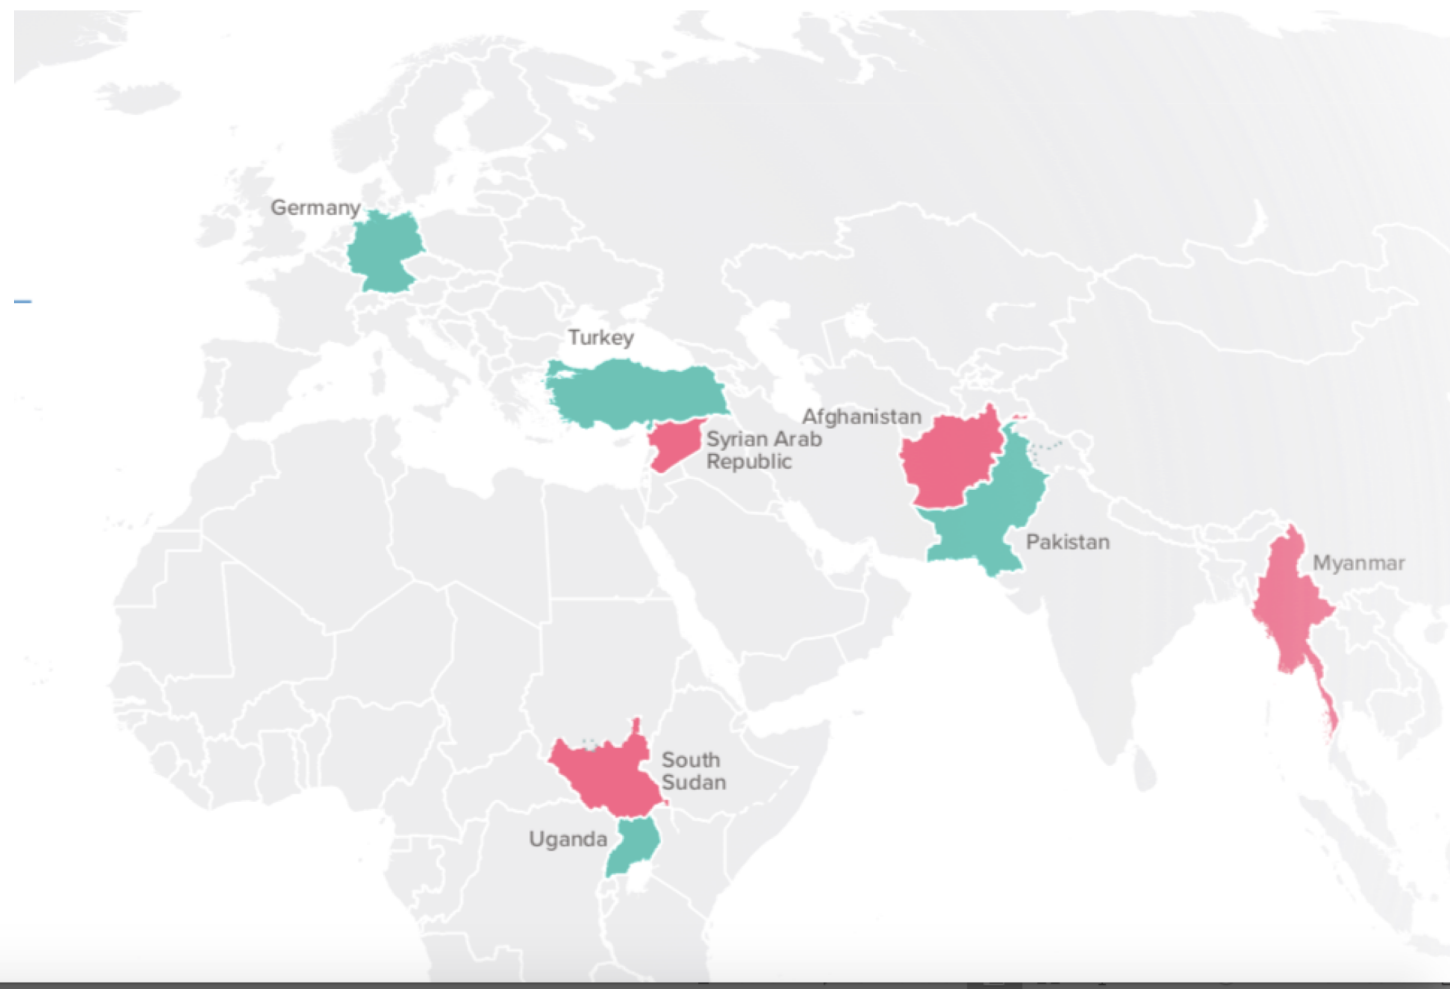 Germany
Turkey
Afghanistan
Syrian Arab
Republic
Pakistan
Myanmar
South
Sudan
Uganda